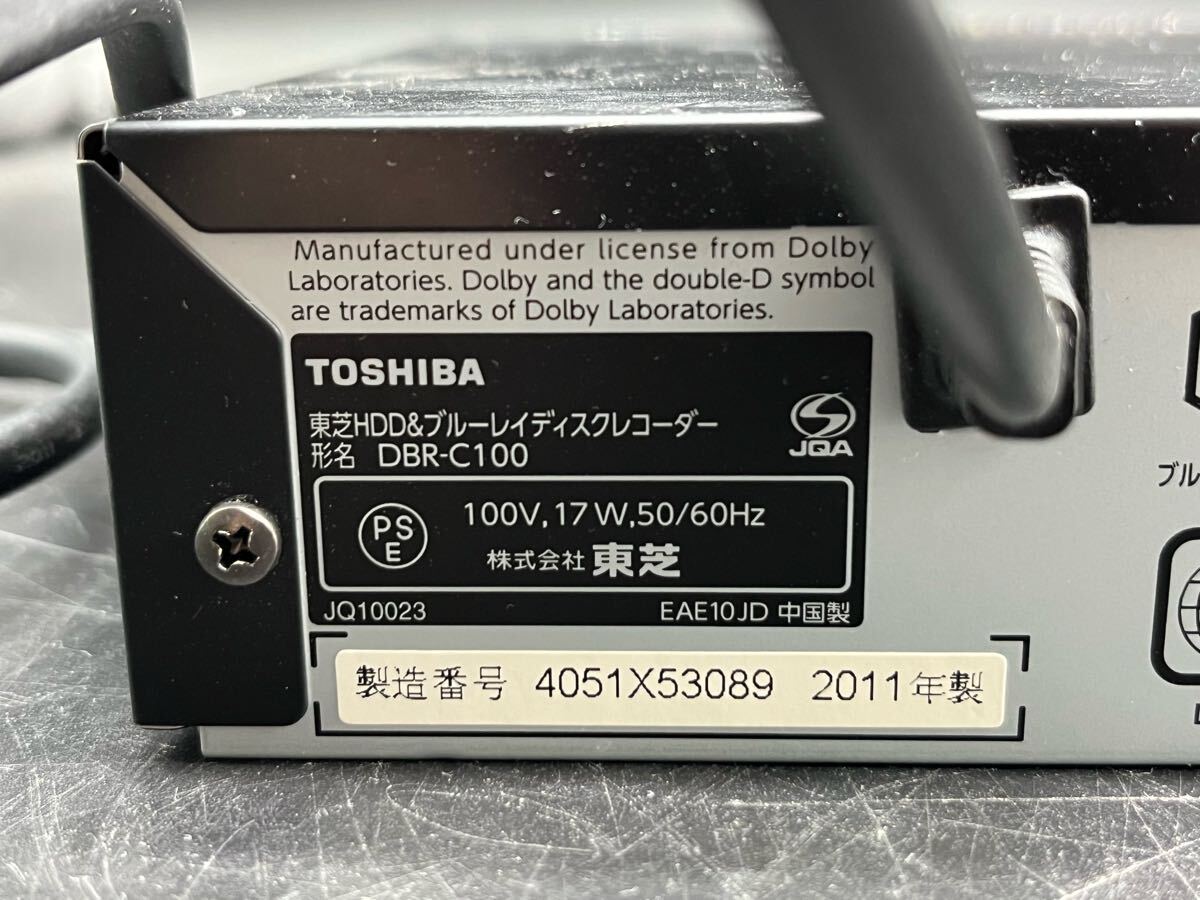 Manufactured under license from Dolby
Laboratories. Dolby and the double-D symbol
are trademarks of Dolby Laboratories.
TOSHIBA
東芝HDD&ブルーレイディスクレコーダー
形名 DBR-C100
JQA
PSE
100V, 17W, 50/60Hz
株式会社 東芝
JQ10023
EAE10JD 中国製
製造番号 4051X53089 2011年製
ブル